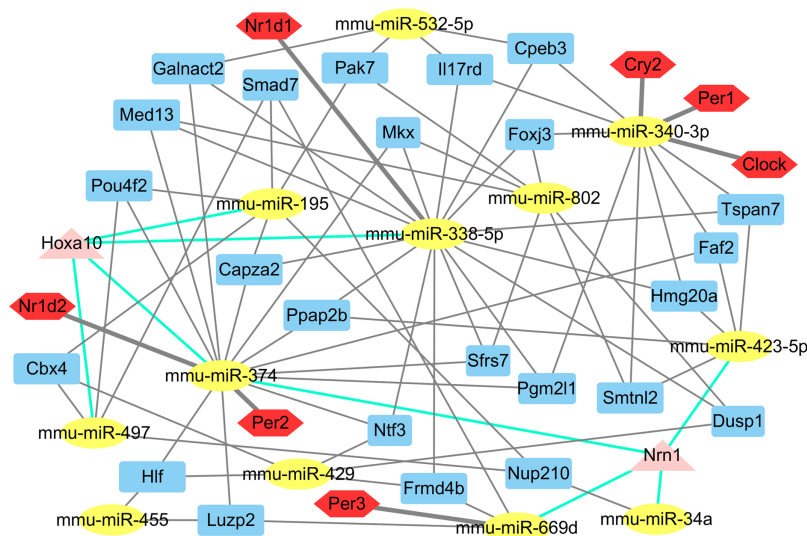 Nr1d1
mmu-miR-532-5p
Cpeb3
Galnact2
Smad7
Pak7
Il17rd
Cry2
Per1
Med13
Mkx
Foxj3
mmu-miR-340-3p
Clock
Pou4f2
mmu-miR-195
mmu-miR-802
Tspan7
Hoxa10
mmu-miR-338-5p
Faf2
Capza2
Hmg20a
Nr1d2
Ppap2b
mmu-miR-423-5p
Cbx4
mmu-miR-374
Sfrs7
Pgm2l1
Smtnl2
mmu-miR-497
Per2
Ntf3
Dusp1
Nrn1
Hlf
mmu-miR-429
Nup210
Frmd4b
Per3
mmu-miR-455
Luzp2
mmu-miR-669d
mmu-miR-34a